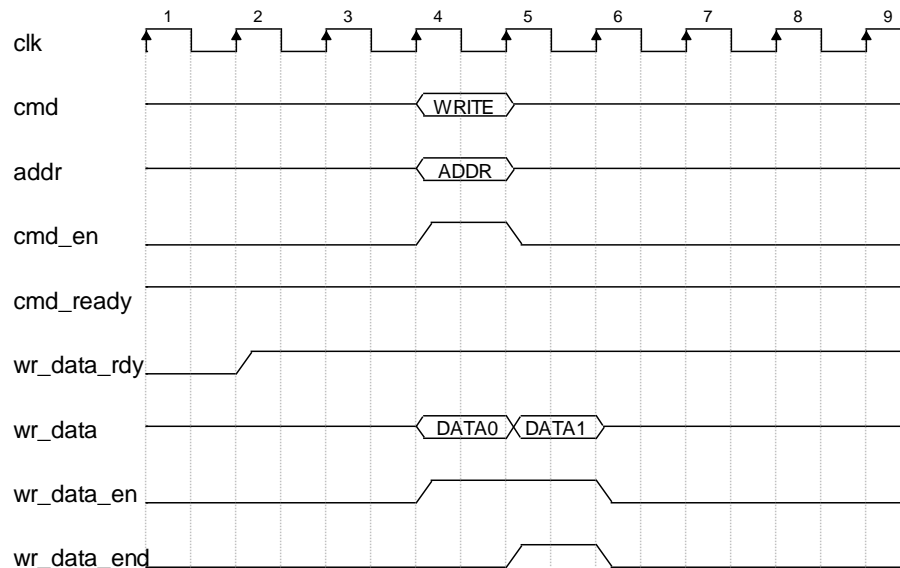 1 2 3 4 5 6 7 8 9
clk
cmd WRITE
addr ADDR
cmd_en
cmd_ready
wr_data_rdy
wr_data DATA0 DATA1
wr_data_en
wr_data_end